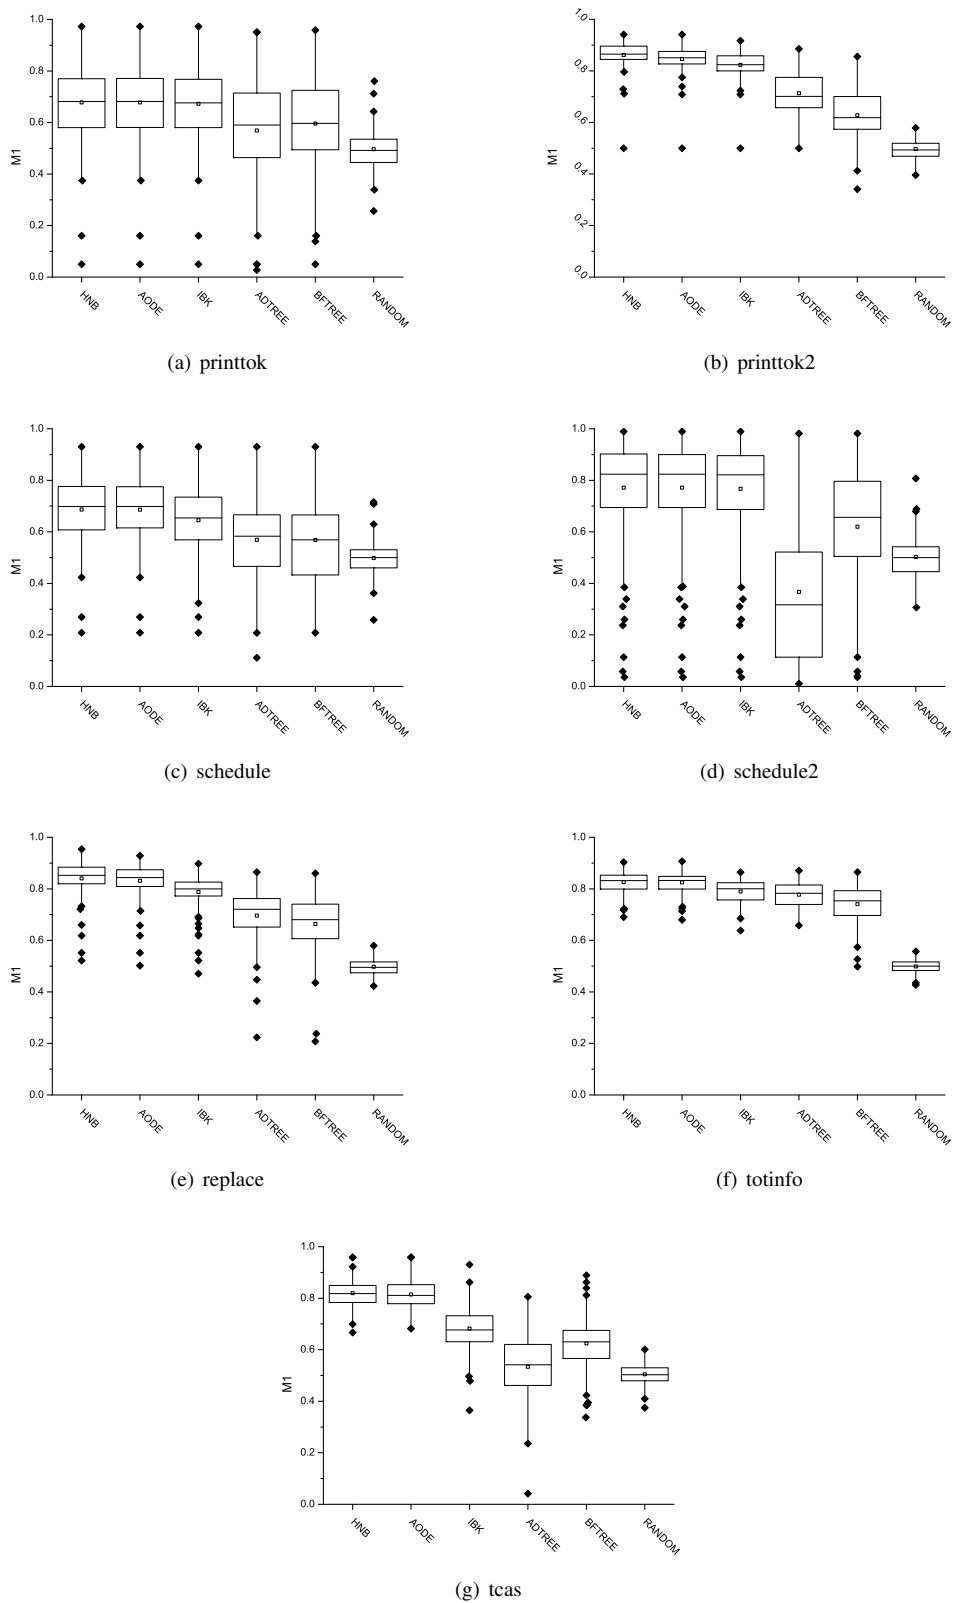 1.0
0.8
0.6
0.4
0.2
0.0
M1
HNB AODE IBK ADTREE BFTREE RANDOM
(a) printtok
1.0
0.8
0.6
0.4
0.2
0.0
M1
HNB AODE IBK ADTREE BFTREE RANDOM
(b) printtok2
1.0
0.8
0.6
0.4
0.2
0.0
M1
HNB AODE IBK ADTREE BFTREE RANDOM
(c) schedule
1.0
0.8
0.6
0.4
0.2
0.0
M1
HNB AODE IBK ADTREE BFTREE RANDOM
(d) schedule2
1.0
0.8
0.6
0.4
0.2
0.0
M1
HNB AODE IBK ADTREE BFTREE RANDOM
(e) replace
1.0
0.8
0.6
0.4
0.2
0.0
M1
HNB AODE IBK ADTREE BFTREE RANDOM
(f) totinfo
1.0
0.8
0.6
0.4
0.2
0.0
M1
HNB AODE IBK ADTREE BFTREE RANDOM
(g) tcas